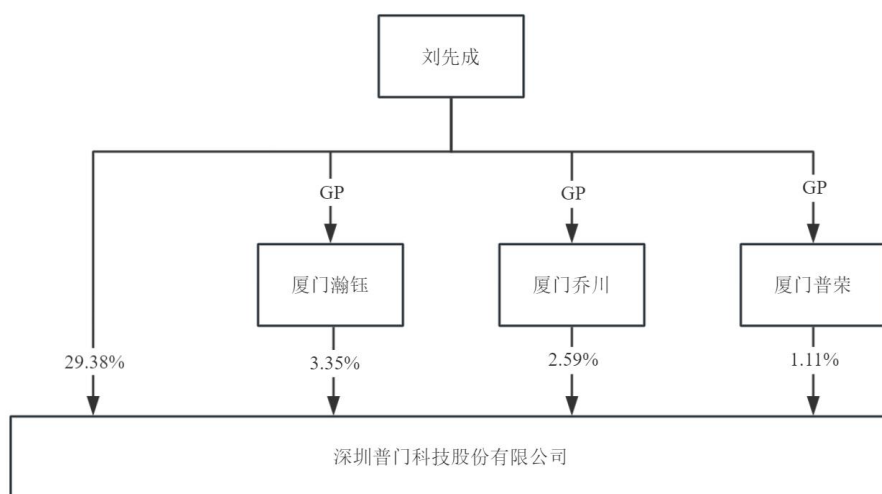 刘先成
GP
GP
GP
厦门瀚钰
厦门乔川
厦门普荣
29.38%
3.35%
2.59%
1.11%
深圳普门科技股份有限公司